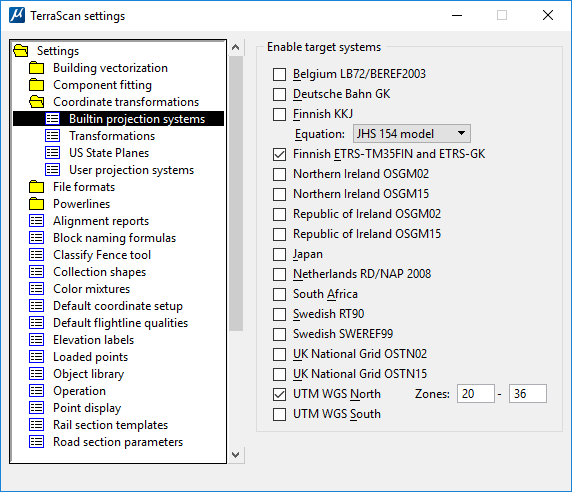 TerraScan settings
Settings
Building vectorization
Component fitting
Coordinate transformations
Builtin projection systems
Transformations
US State Planes
User projection systems
File formats
Powerlines
Alignment reports
Block naming formulas
Classify Fence tool
Collection shapes
Color mixtures
Default coordinate setup
Default flightline qualities
Elevation labels
Loaded points
Object library
Operation
Point display
Rail section templates
Road section parameters
Enable target systems
Belgium LB72/BEREF2003
Deutsche Bahn GK
Finnish KKJ
Equation: JHS 154 model
Finnish ETRS-TM35FIN and ETRS-GK
Northern Ireland OSGM02
Northern Ireland OSGM15
Republic of Ireland OSGM02
Republic of Ireland OSGM15
Japan
Netherlands RD/NAP 2008
South Africa
Swedish RT90
Swedish SWEREF99
UK National Grid OSTN02
UK National Grid OSTN15
UTM WGS North Zones: 20 - 36
UTM WGS South